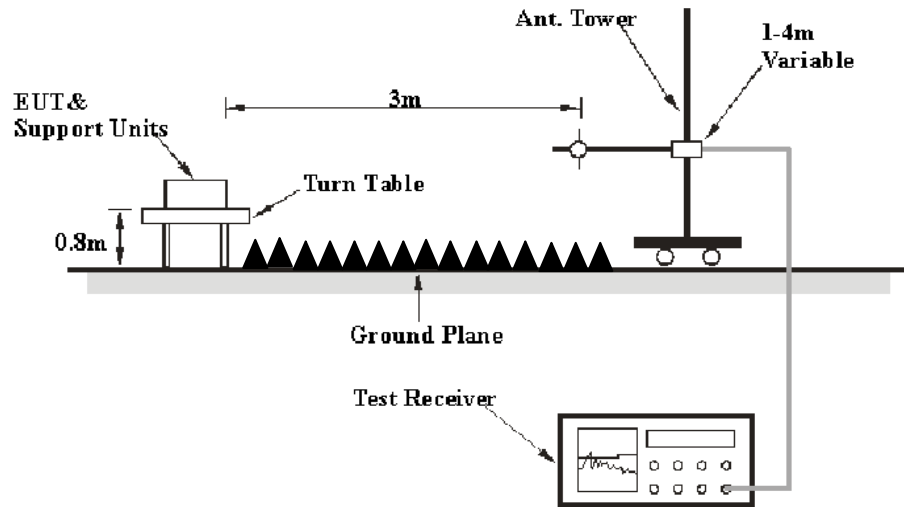 Ant. Tower
1-4m
Variable
3m
EUT&
Support Units
Turn Table
0.8m
Ground Plane
Test Receiver